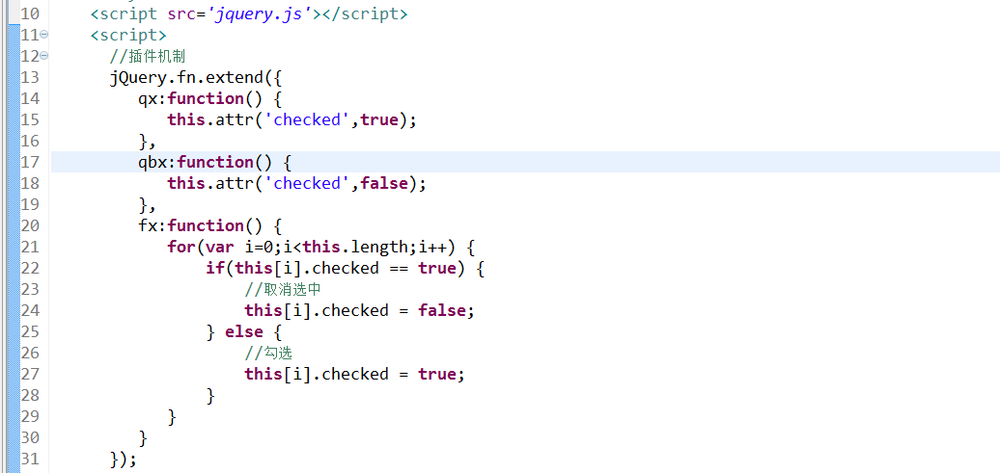 10 <script src='jquery.js'></script>
11 <script>
12 //插件机制
13 jQuery.fn.extend({
14 qx:function() {
15 this.attr('checked',true);
16 },
17 qbx:function() {
18 this.attr('checked',false);
19 },
20 fx:function() {
21 for(var i=0;i<this.length;i++) {
22 if(this[i].checked == true) {
23 //取消选中
24 this[i].checked = false;
25 } else {
26 //勾选
27 this[i].checked = true;
28 }
29 }
30 }
31 });